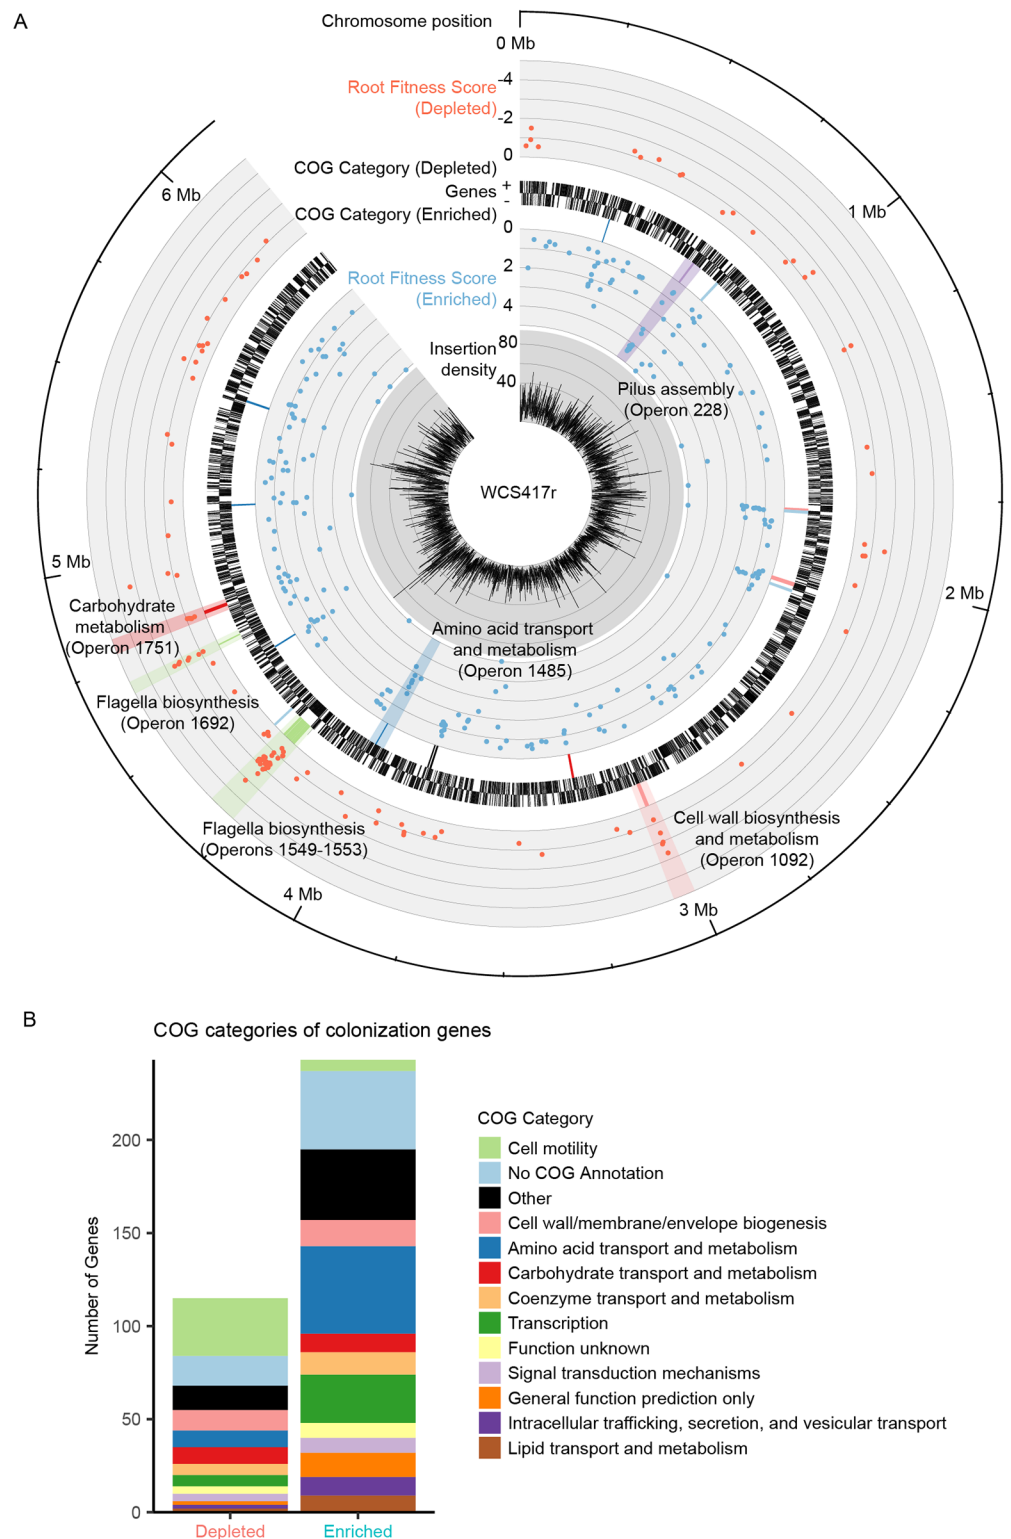 A
Chromosome position
0 Mb
Root Fitness Score
(Depleted)
-4
-2
0
COG Category (Depleted)
Genes
+
-
COG Category (Enriched)
0
Root Fitness Score
(Enriched)
2
4
Insertion
density
80
40
6 Mb
1 Mb
Pilus assembly
(Operon 228)
WCS417r
5 Mb
2 Mb
Carbohydrate
metabolism
(Operon 1751)
Amino acid transport
and metabolism
(Operon 1485)
Flagella biosynthesis
(Operon 1692)
Flagella biosynthesis
(Operons 1549-1553)
Cell wall biosynthesis
and metabolism
(Operon 1092)
4 Mb
3 Mb
B
COG categories of colonization genes
Number of Genes
200
150
100
50
0
Depleted
Enriched
COG Category
Cell motility
No COG Annotation
Other
Cell wall/membrane/envelope biogenesis
Amino acid transport and metabolism
Carbohydrate transport and metabolism
Coenzyme transport and metabolism
Transcription
Function unknown
Signal transduction mechanisms
General function prediction only
Intracellular trafficking, secretion, and vesicular transport
Lipid transport and metabolism